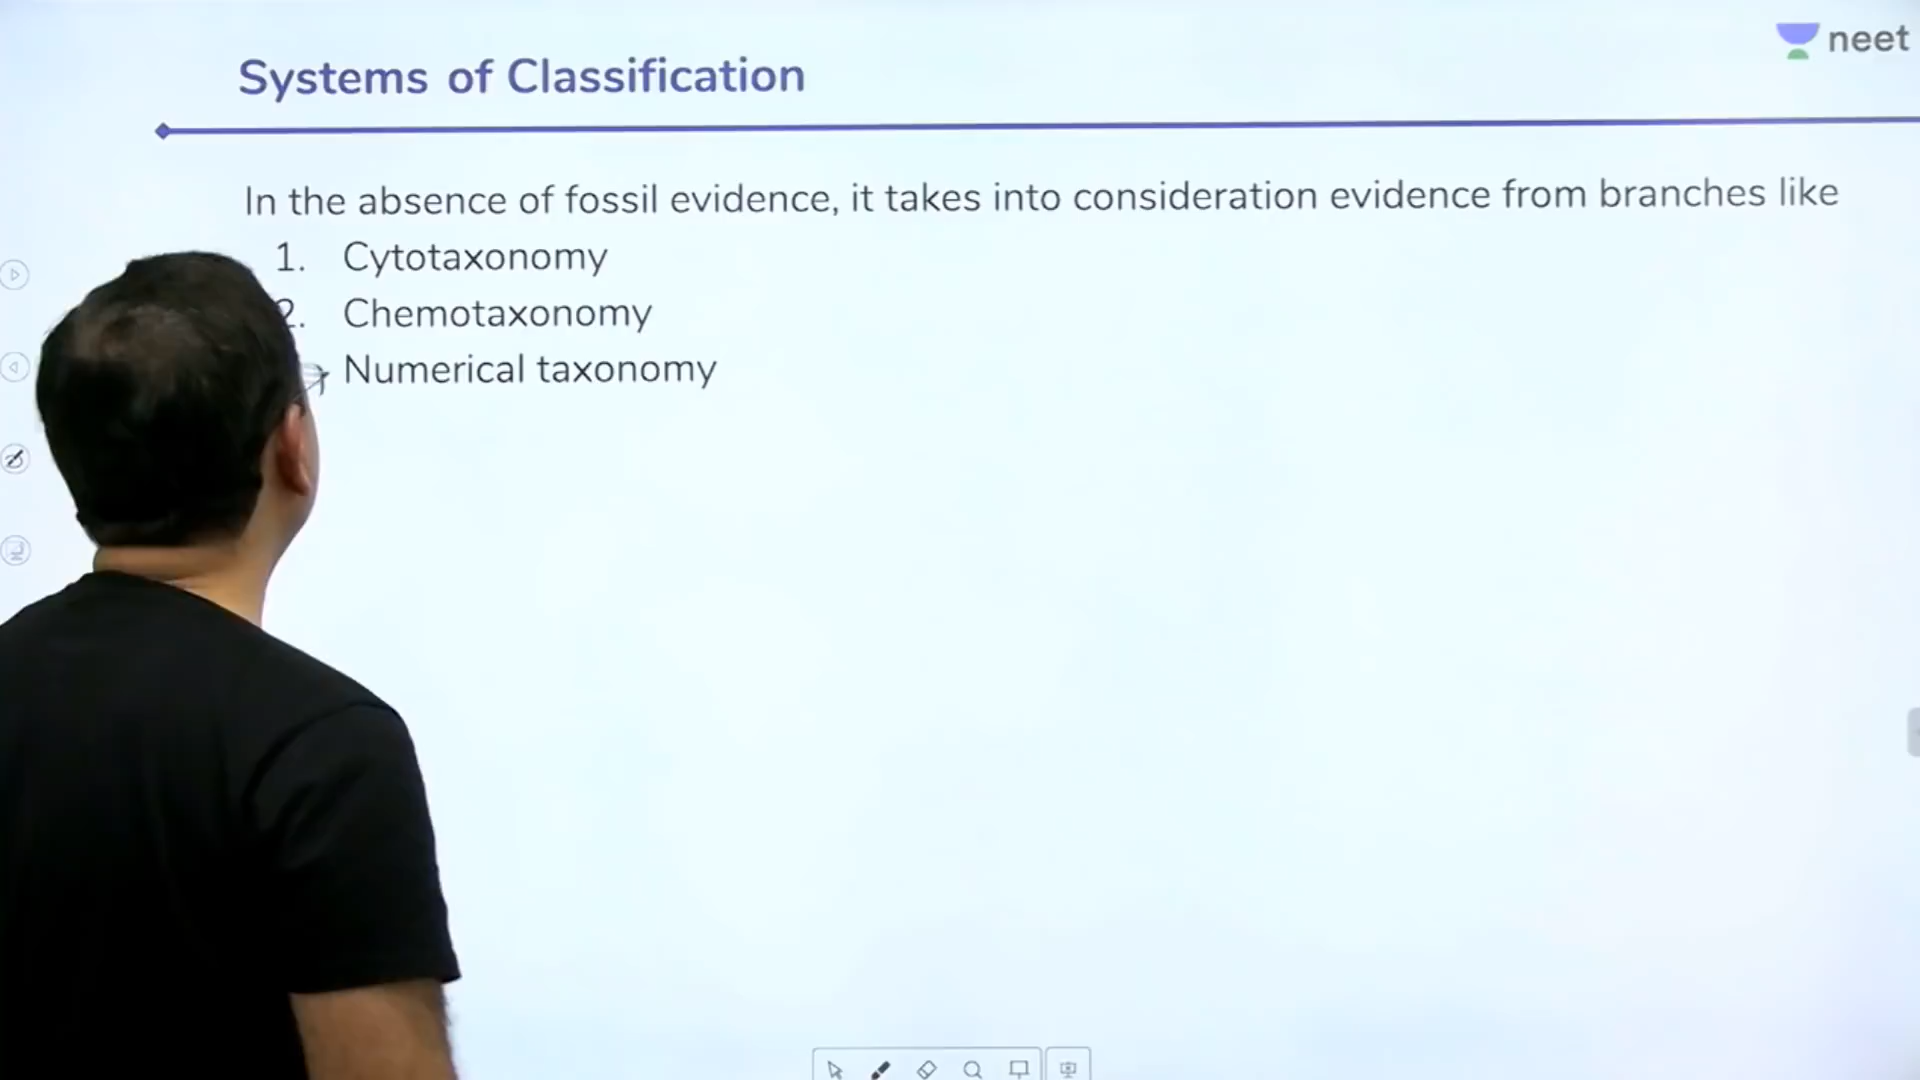 neet
Systems of Classification
In the absence of fossil evidence, it takes into consideration evidence from branches like
1. Cytotaxonomy
2. Chemotaxonomy
Numerical taxonomy